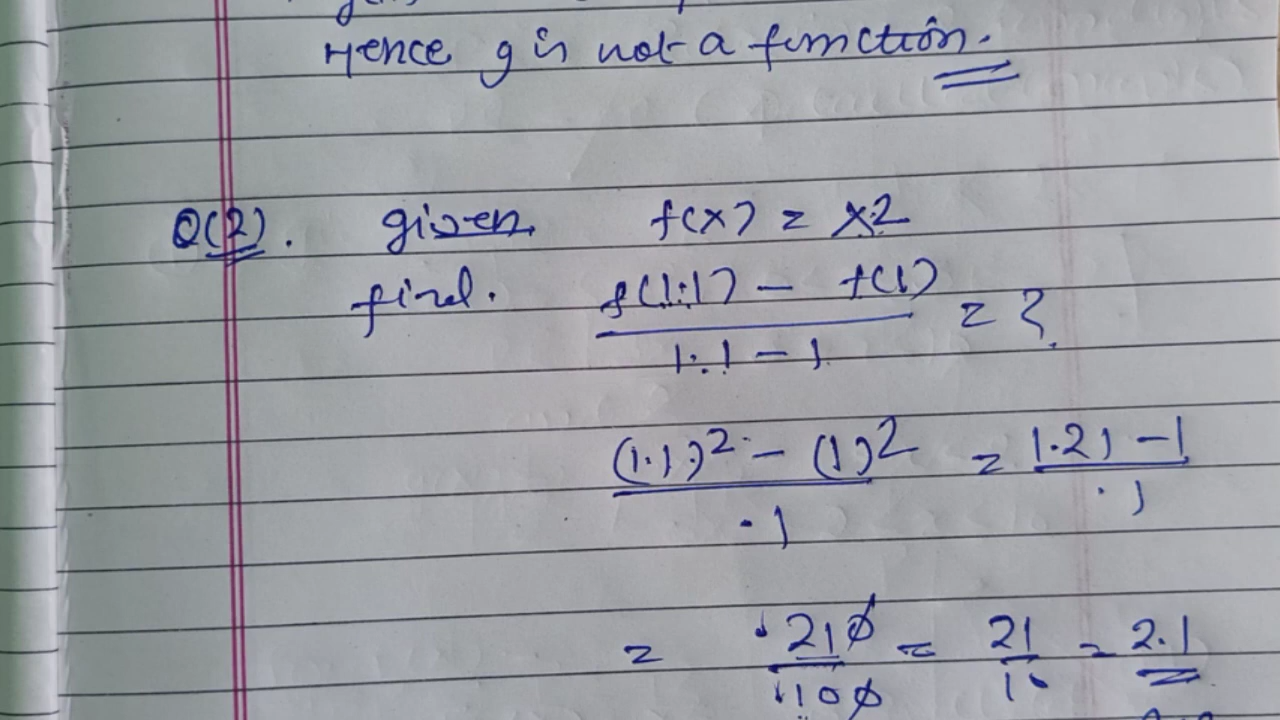 Hence g is not a function.
Q(2). given f(x) = x2
find. f(1.1) - f(1) / 1.1 - 1 = ?
(1.1)² - (1)² / .1 = 1.21 - 1 / .1
= .210 / .100 = 21 / 10 = 2.1